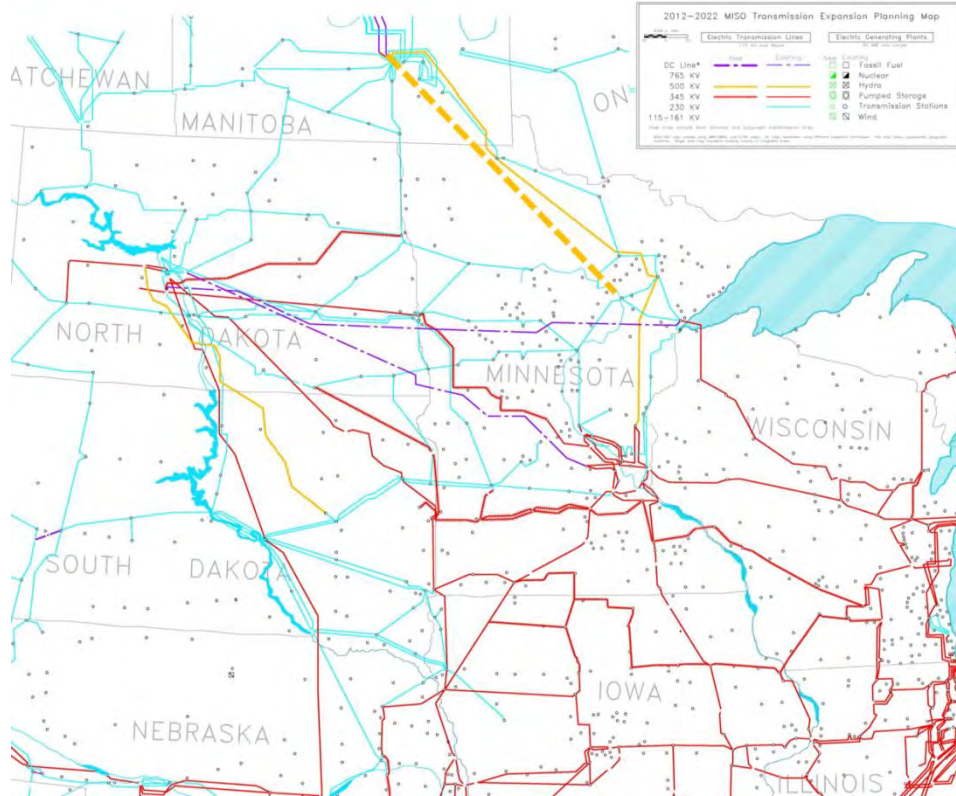 2012-2022 MISO Transmission Expansion Planning Map
Electric Transmission Lines
Electric Generating Plants
New Existing
New Existing
DC Line*
765 KV
500 KV
345 KV
230 KV
115-161 KV
Fossil Fuel
Nuclear
Hydro
Pumped Storage
Transmission Stations
Wind
ATCHEWAN
MANITOBA
ON
NORTH DAKOTA
MINNESOTA
WISCONSIN
SOUTH DAKOTA
IOWA
NEBRASKA
ILLINOIS